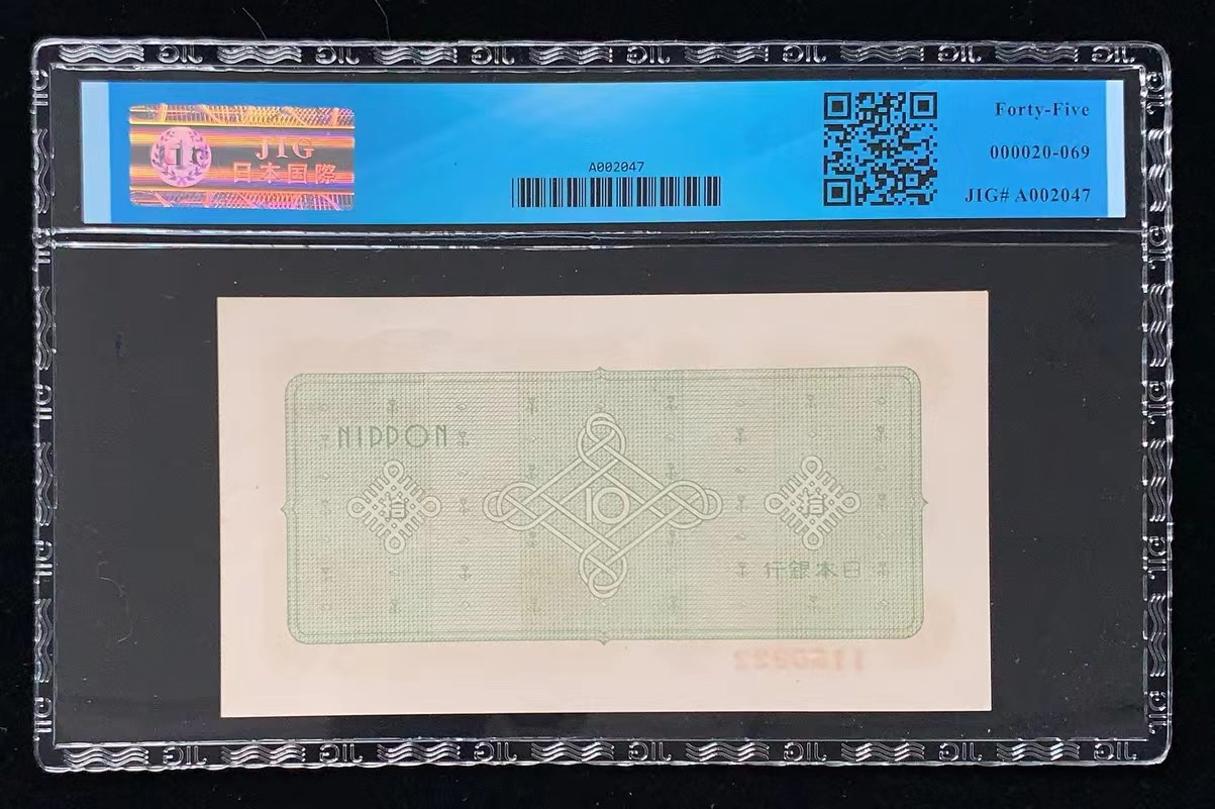 JIG
日本国際
A002047
Forty-Five
000020-069
JIG# A002047
NIPPON
拾 10 拾
行銀本日